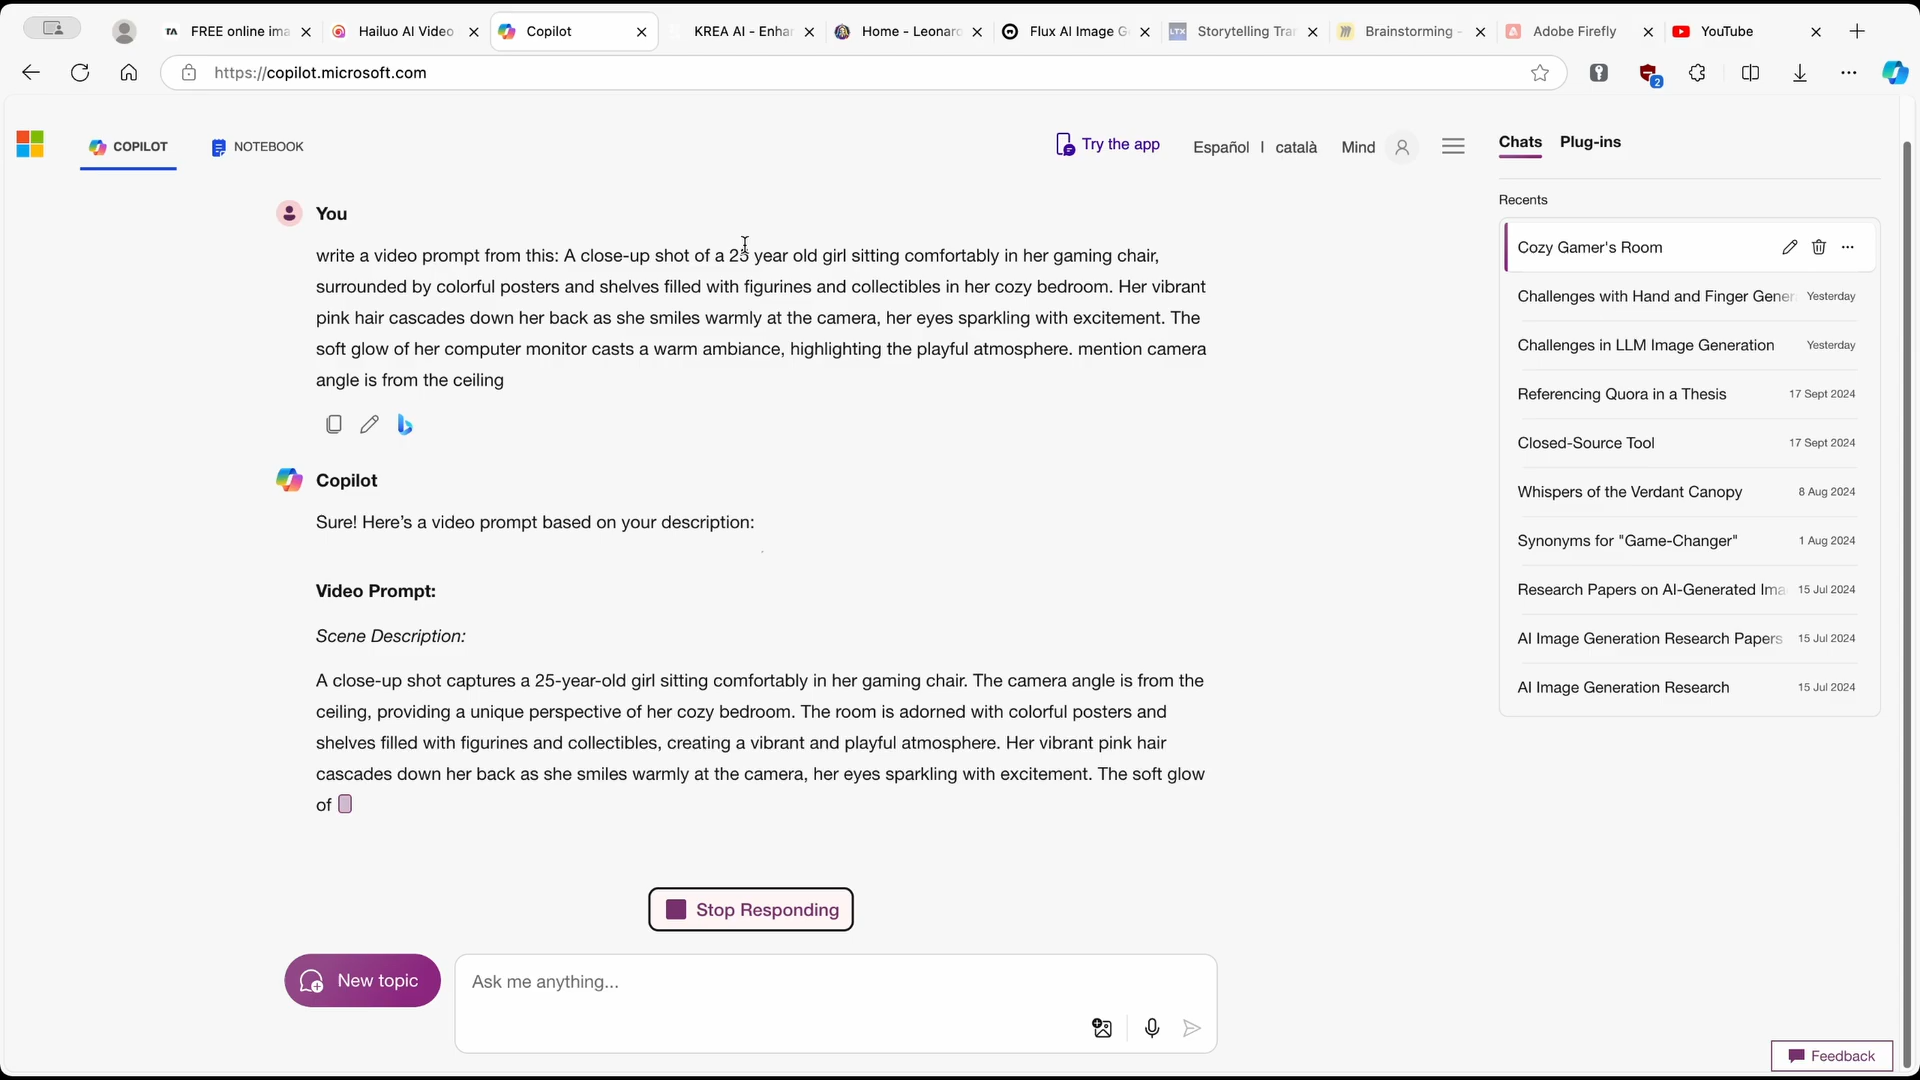 FREE online ima
Hailuo AI Video
Copilot
KREA AI - Enhan
Home - Leonard
Flux AI Image G
Storytelling Tran
Brainstorming -
Adobe Firefly
YouTube
https://copilot.microsoft.com
2
COPILOT
NOTEBOOK
Try the app
Español | català
Mind
Chats
Plug-ins
You
write a video prompt from this: A close-up shot of a 25 year old girl sitting comfortably in her gaming chair,
surrounded by colorful posters and shelves filled with figurines and collectibles in her cozy bedroom. Her vibrant
pink hair cascades down her back as she smiles warmly at the camera, her eyes sparkling with excitement. The
soft glow of her computer monitor casts a warm ambiance, highlighting the playful atmosphere. mention camera
angle is from the ceiling
Copilot
Sure! Here’s a video prompt based on your description:
Video Prompt:
Scene Description:
A close-up shot captures a 25-year-old girl sitting comfortably in her gaming chair. The camera angle is from the
ceiling, providing a unique perspective of her cozy bedroom. The room is adorned with colorful posters and
shelves filled with figurines and collectibles, creating a vibrant and playful atmosphere. Her vibrant pink hair
cascades down her back as she smiles warmly at the camera, her eyes sparkling with excitement. The soft glow
of
Stop Responding
New topic
Ask me anything...
Recents
Cozy Gamer's Room
Challenges with Hand and Finger Gener Yesterday
Challenges in LLM Image Generation Yesterday
Referencing Quora in a Thesis 17 Sept 2024
Closed-Source Tool 17 Sept 2024
Whispers of the Verdant Canopy 8 Aug 2024
Synonyms for "Game-Changer" 1 Aug 2024
Research Papers on AI-Generated Ima 15 Jul 2024
AI Image Generation Research Papers 15 Jul 2024
AI Image Generation Research 15 Jul 2024
Feedback